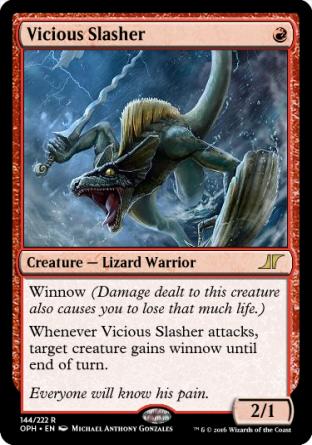 Vicious Slasher
Creature — Lizard Warrior
Winnow (Damage dealt to this creature
also causes you to lose that much life.)
Whenever Vicious Slasher attacks,
target creature gains winnow until
end of turn.
Everyone will know his pain.
2/1
144/222 R
OPH • EN Michael Anthony Gonzales
™ & © 2016 Wizards of the Coast